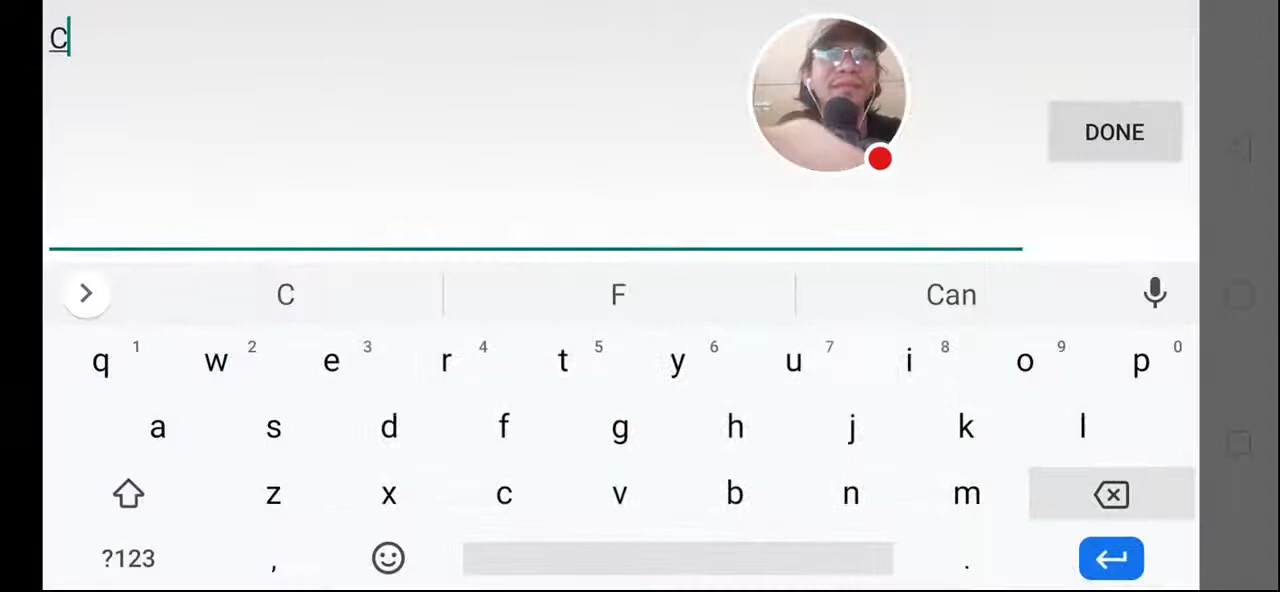 C
DONE
C F Can
q 1 w 2 e 3 r 4 t 5 y 6 u 7 i 8 o 9 p 0
a s d f g h j k l
z x c v b n m
?123 , .